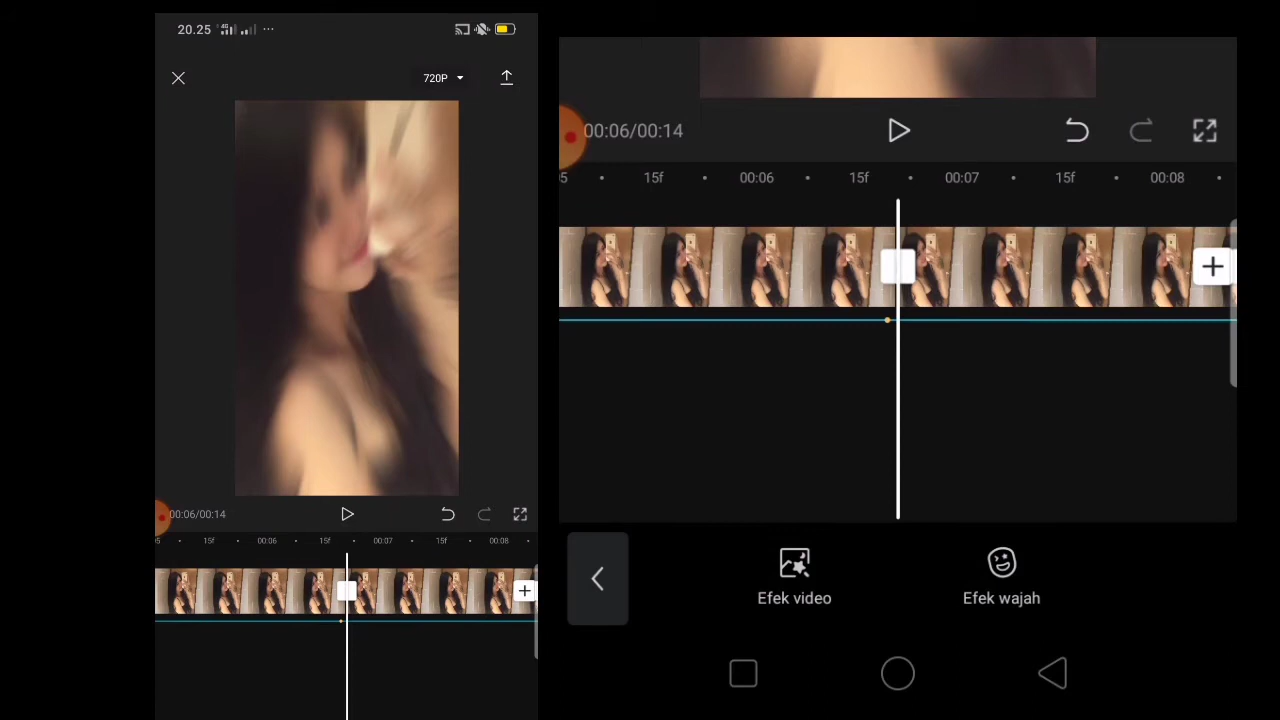 20.25 4G ...
720P
00:06/00:14
5 15f 00:06 15f 00:07 15f 00:08
00:06/00:14
5 15f 00:06 15f 00:07 15f 00:08
Efek video Efek wajah